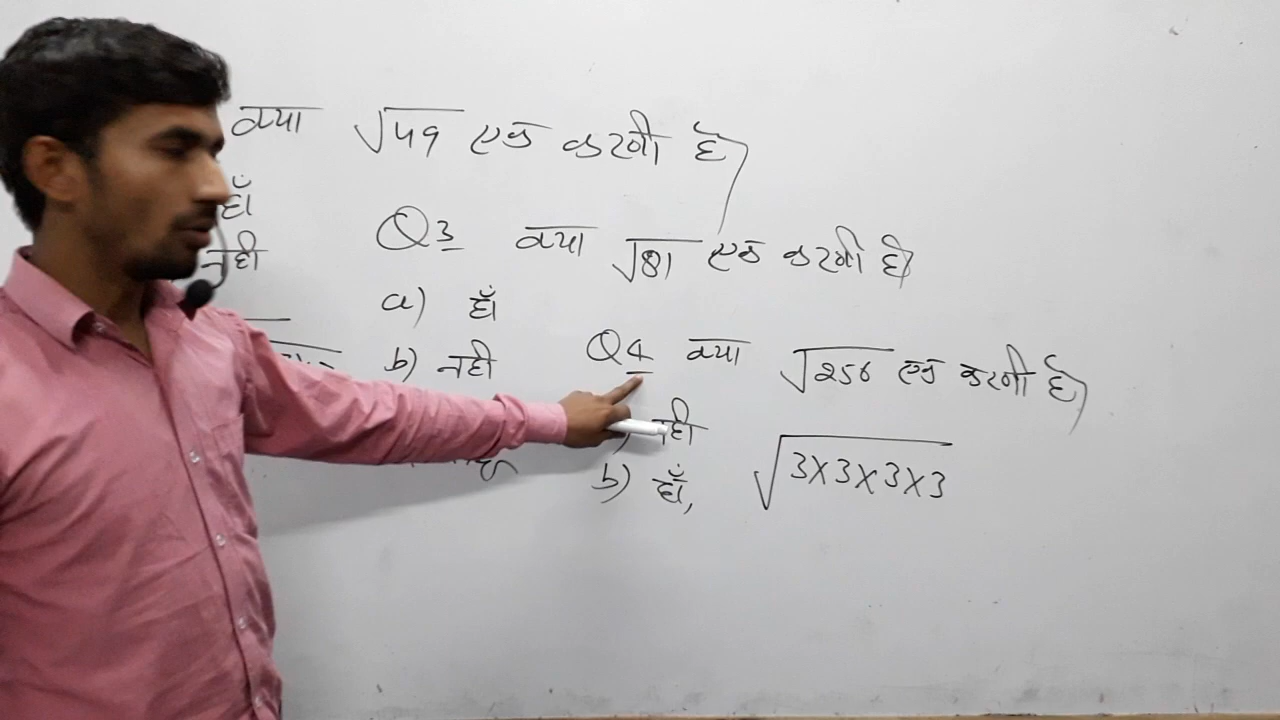 क्या √49 एक करणी है,
हाँ
नही
Q3 क्या √81 एक करणी है,
a) हाँ
b) नही
Q4 क्या √256 एक करणी है,
) नही
b) हाँ,
√3×3×3×3